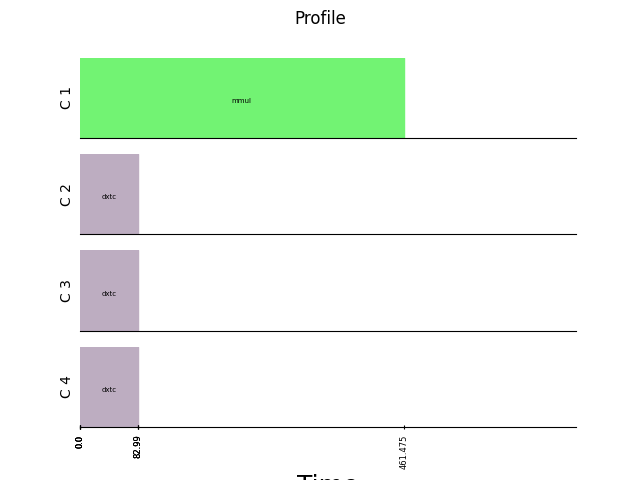 Profile
C 1
mmul
C 2
dxtc
C 3
dxtc
C 4
dxtc
0.0
82.99
461.475
Time